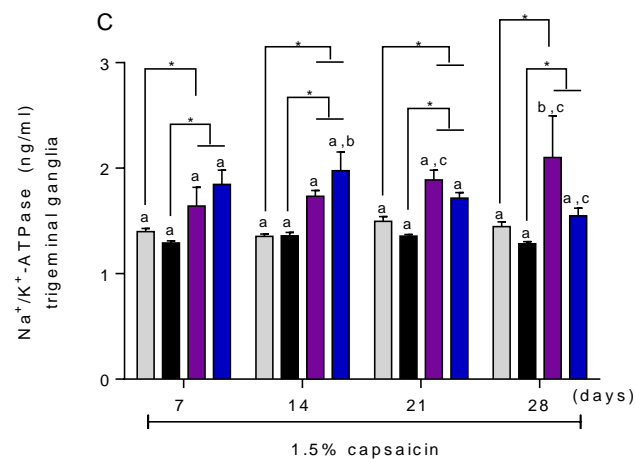 C
* * * *
* * * *
3
2
1
0
Na⁺/K⁺-ATPase (ng/ml)
trigeminal ganglia
a a a a
a a a,b
a a a,c a
a a b,c a,c
7 14 21 28 (days)
1.5% capsaicin